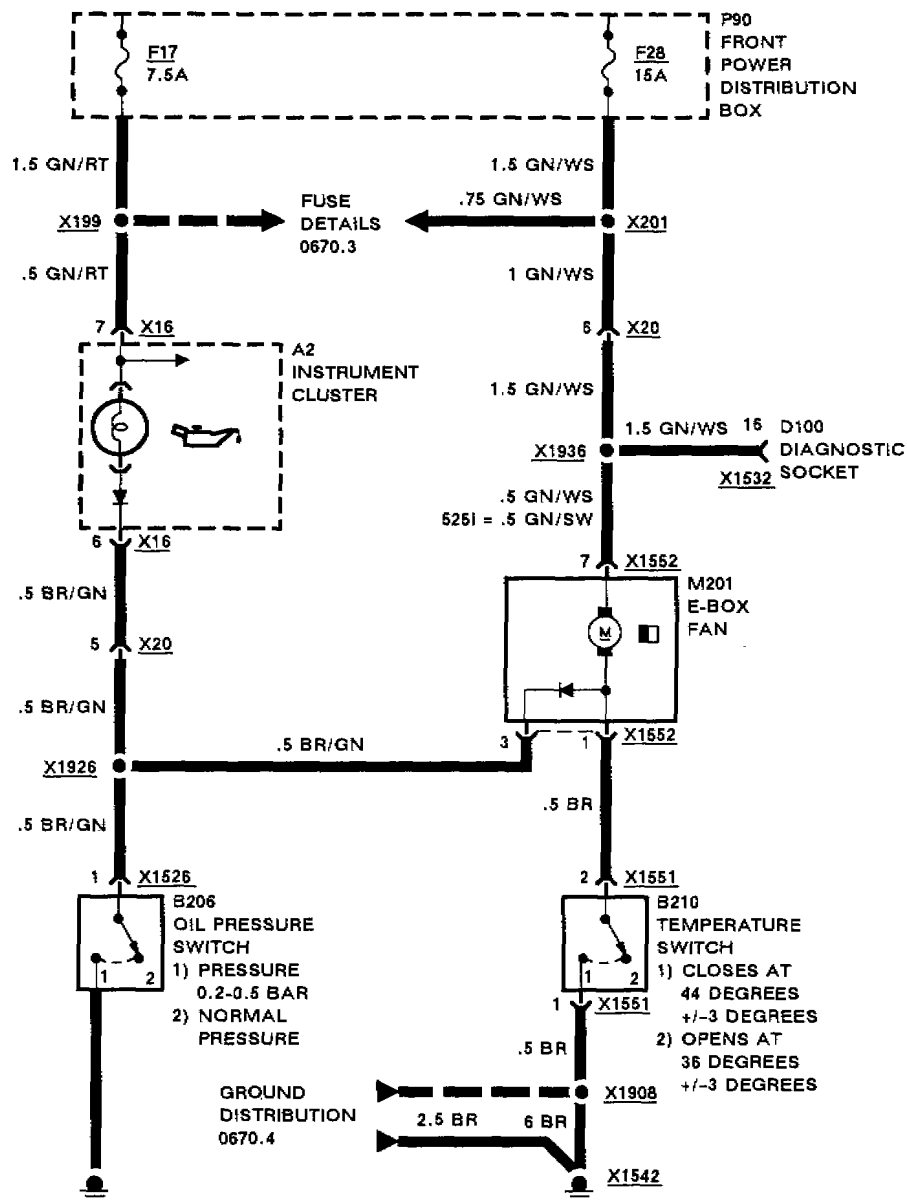 P90
FRONT
POWER
DISTRIBUTION
BOX
F17
7.5A
F28
15A
1.5 GN/RT
1.5 GN/WS
.75 GN/WS
X199
FUSE
DETAILS
0670.3
X201
.5 GN/RT
1 GN/WS
7
X16
6
X20
A2
INSTRUMENT
CLUSTER
1.5 GN/WS
1.5 GN/WS
16
D100
DIAGNOSTIC
SOCKET
X1936
X1532
.5 GN/WS
525I = .5 GN/SW
6
X16
7
X1552
M201
E-BOX
FAN
M
.5 BR/GN
5
X20
.5 BR/GN
3
1
X1552
.5 BR/GN
X1926
.5 BR
.5 BR/GN
1
X1526
2
X1551
B206
OIL PRESSURE
SWITCH
1) PRESSURE
0.2-0.5 BAR
2) NORMAL
PRESSURE
1
2
B210
TEMPERATURE
SWITCH
1) CLOSES AT
44 DEGREES
+/-3 DEGREES
2) OPENS AT
36 DEGREES
+/-3 DEGREES
1
2
1
X1551
.5 BR
GROUND
DISTRIBUTION
0670.4
X1908
2.5 BR
6 BR
X1542